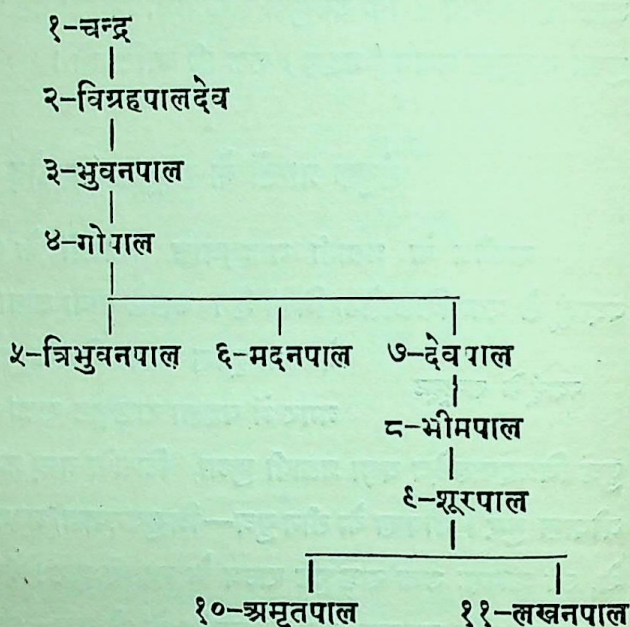 १-चन्द्र
२-विग्रहपालदेव
३-भुवनपाल
४-गोपाल
५-त्रिभुवनपाल ६-मदनपाल ७-देवपाल
८-भीमपाल
९-शूरपाल
१०-अमृतपाल ११-लखनपाल